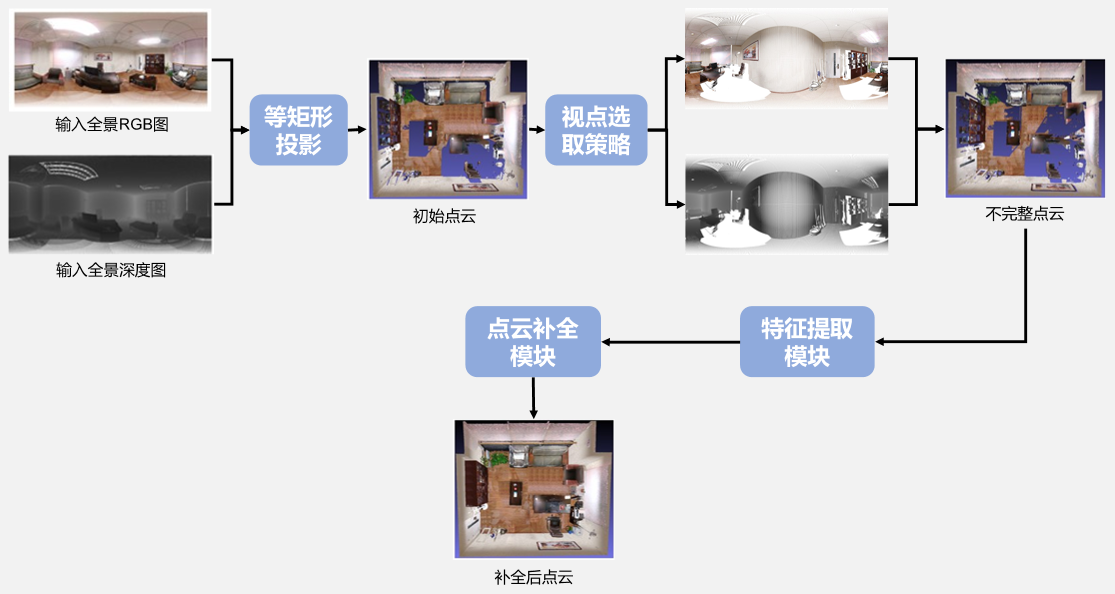 输入全景RGB图
输入全景深度图
等矩形
投影
初始点云
视点选
取策略
不完整点云
特征提取
模块
点云补全
模块
补全后点云